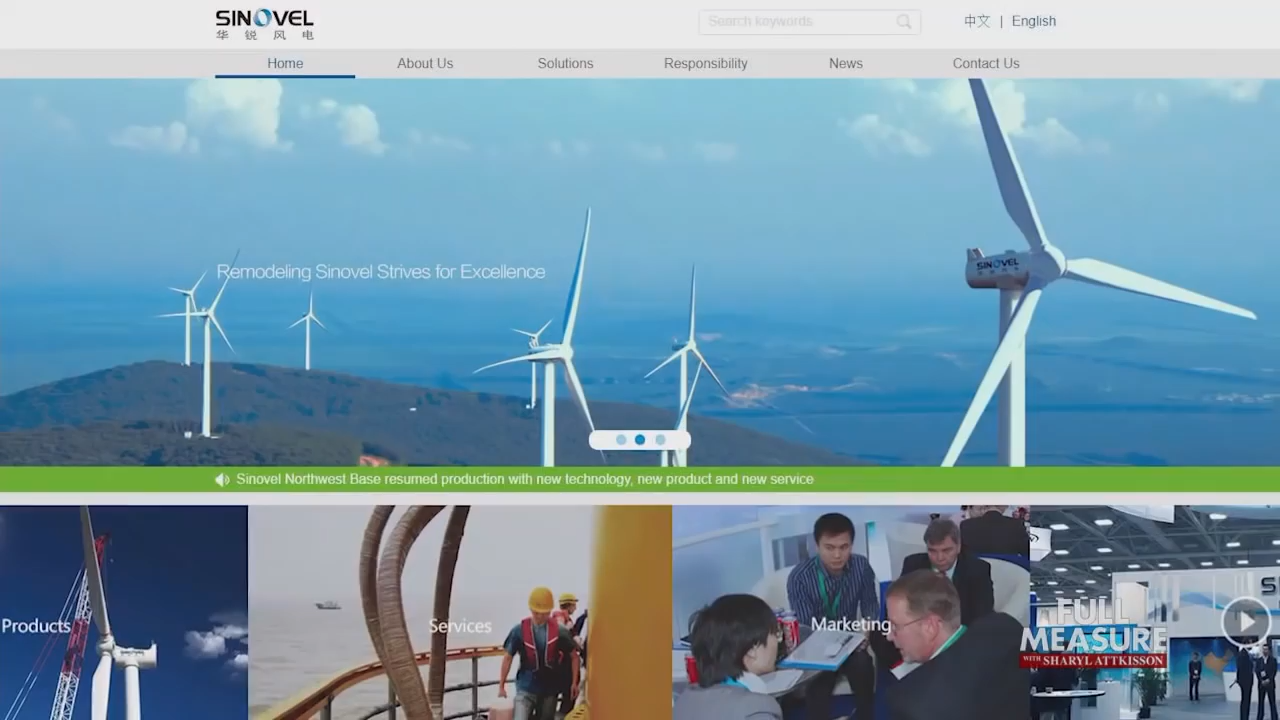 SINOVEL
华锐风电
Search keywords
中文 | English
Home
About Us
Solutions
Responsibility
News
Contact Us
SINOVEL
Remodeling Sinovel Strives for Excellence
Sinovel Northwest Base resumed production with new technology, new product and new service
Products
Services
Marketing
FULL
MEASURE
WITH SHARYL ATTKISSON